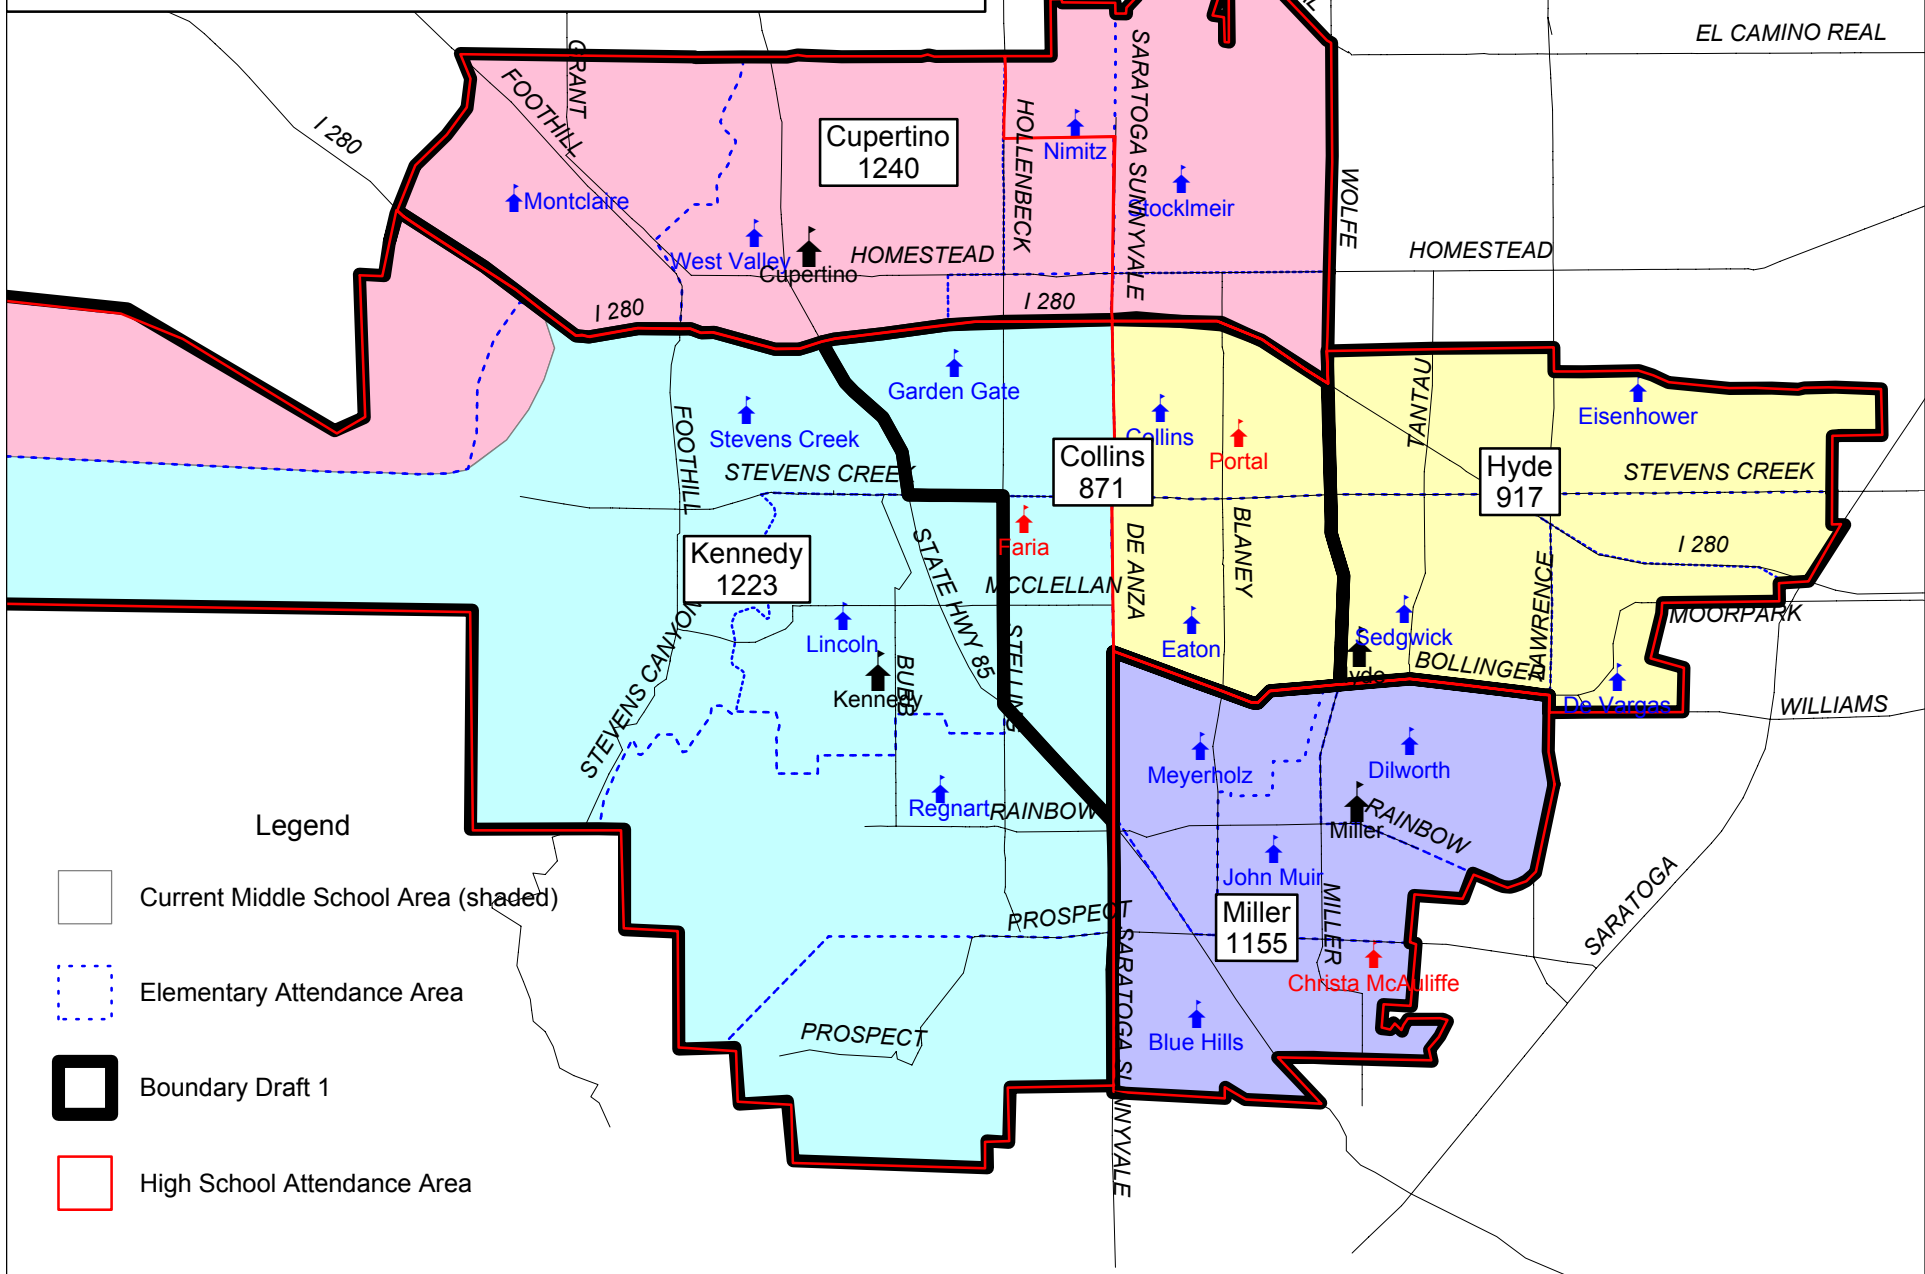 EL CAMINO REAL
GRANT
FOOTHILL
I 280
Cupertino
1240
HOLLENBECK
SARATOGA SUNNYVALE
Nimitz
Montclaire
Stocklmeir
WOLFE
West Valley
Cupertino
HOMESTEAD
HOMESTEAD
I 280
I 280
Garden Gate
Stevens Creek
FOOTHILL
STEVENS CREEK
Collins
Portal
TANTAU
Eisenhower
Collins
871
Hyde
917
STEVENS CREEK
Faria
Kennedy
1223
STATE HWY 85
MCCLELLAN
DE ANZA
BLANEY
LAWRENCE
I 280
MOORPARK
Lincoln
Kennedy
BUBB
STELLING
Eaton
Sedgwick
BOLLINGER
De Vargas
WILLIAMS
STEVENS CANYON
Meyerholz
Dilworth
Regnart
RAINBOW
Miller
RAINBOW
John Muir
MILLER
PROSPECT
Miller
1155
SARATOGA
Christa McAuliffe
PROSPECT
Blue Hills
SARATOGA SUNNYVALE
Legend
Current Middle School Area (shaded)
Elementary Attendance Area
Boundary Draft 1
High School Attendance Area